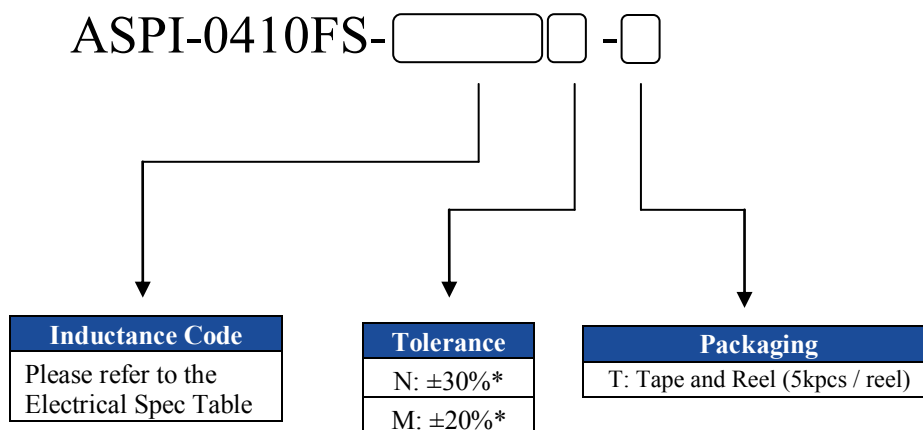 ASPI-0410FS- -
Inductance Code
Please refer to the
Electrical Spec Table
Tolerance
N: ±30%*
M: ±20%*
Packaging
T: Tape and Reel (5kpcs / reel)